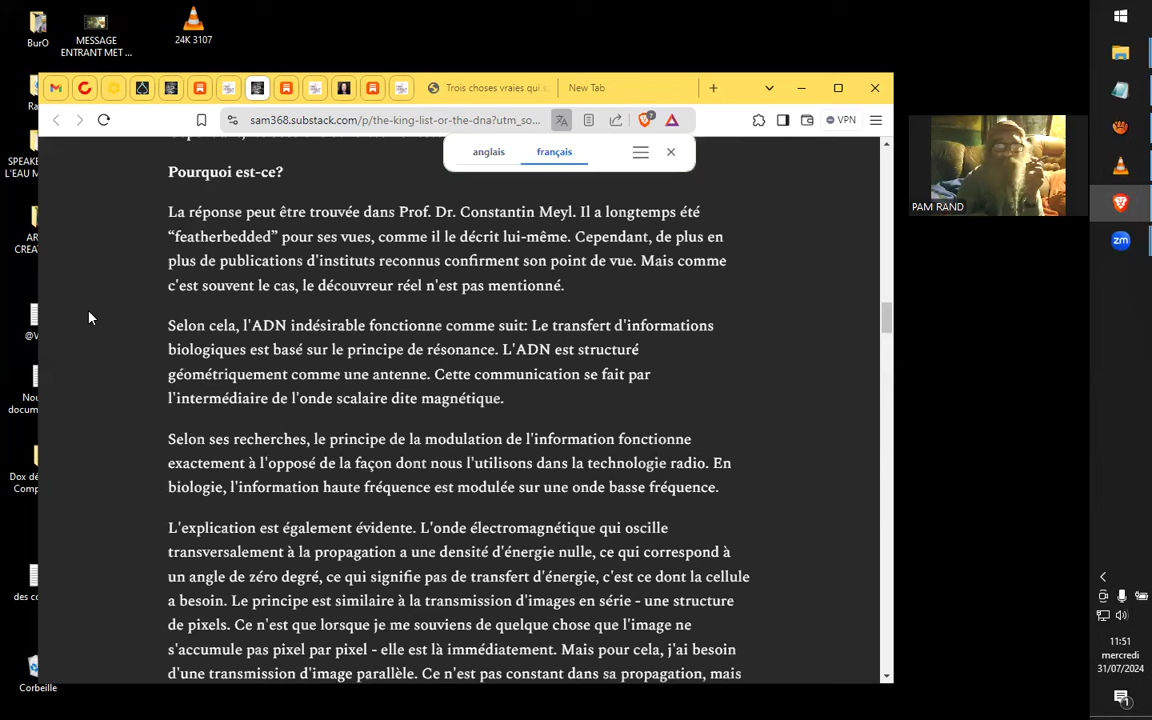 BurO
MESSAGE
ENTRANT MET ...
24K 3107
Trois choses vraies qui s
New Tab
sam368.substack.com/p/the-king-list-or-the-dna?utm_so...
VPN
anglais
français
Pourquoi est-ce?
La réponse peut être trouvée dans Prof. Dr. Constantin Meyl. Il a longtemps été
“featherbedded” pour ses vues, comme il le décrit lui-même. Cependant, de plus en
plus de publications d'instituts reconnus confirment son point de vue. Mais comme
c'est souvent le cas, le découvreur réel n'est pas mentionné.
Selon cela, l'ADN indésirable fonctionne comme suit: Le transfert d'informations
biologiques est basé sur le principe de résonance. L'ADN est structuré
géométriquement comme une antenne. Cette communication se fait par
l'intermédiaire de l'onde scalaire dite magnétique.
Selon ses recherches, le principe de la modulation de l'information fonctionne
exactement à l'opposé de la façon dont nous l'utilisons dans la technologie radio. En
biologie, l'information haute fréquence est modulée sur une onde basse fréquence.
L'explication est également évidente. L'onde électromagnétique qui oscille
transversalement à la propagation a une densité d'énergie nulle, ce qui correspond à
un angle de zéro degré, ce qui signifie pas de transfert d'énergie, c'est ce dont la cellule
a besoin. Le principe est similaire à la transmission d'images en série - une structure
de pixels. Ce n'est que lorsque je me souviens de quelque chose que l'image ne
s'accumule pas pixel par pixel - elle est là immédiatement. Mais pour cela, j'ai besoin
d'une transmission d'image parallèle. Ce n'est pas constant dans sa propagation, mais
Ra
SPEAKE
L'EAU M
AR
CREAT
@V
Nou
docum
Dox dé
Comp
des co
Corbeille
PAM RAND
zm
11:51
mercredi
31/07/2024
1